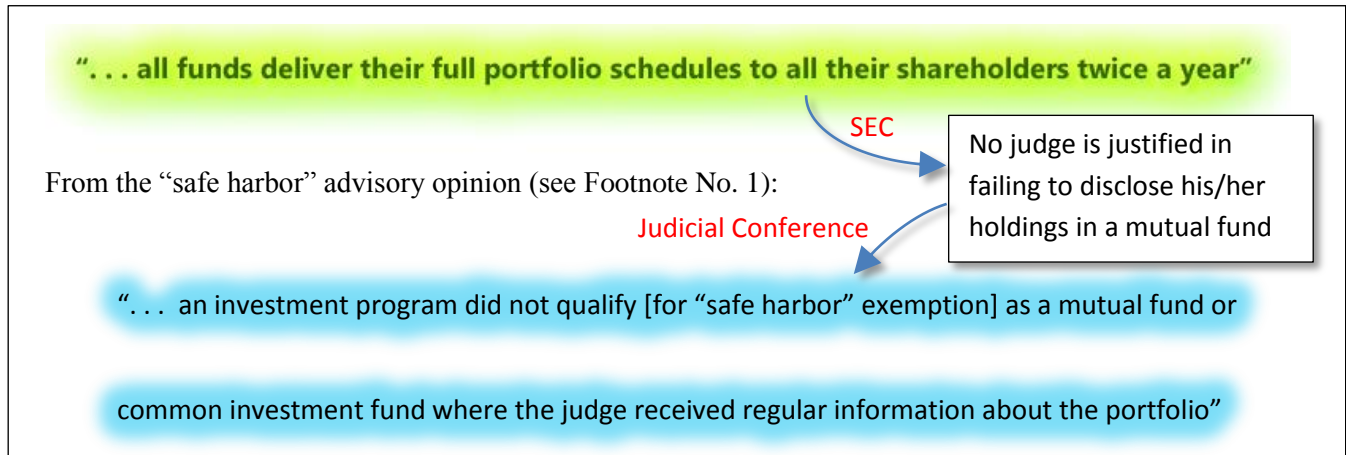 ". . . all funds deliver their full portfolio schedules to all their shareholders twice a year"
SEC
No judge is justified in
failing to disclose his/her
holdings in a mutual fund
From the “safe harbor” advisory opinion (see Footnote No. 1):
Judicial Conference
“. . .  an investment program did not qualify [for “safe harbor” exemption] as a mutual fund or
common investment fund where the judge received regular information about the portfolio”